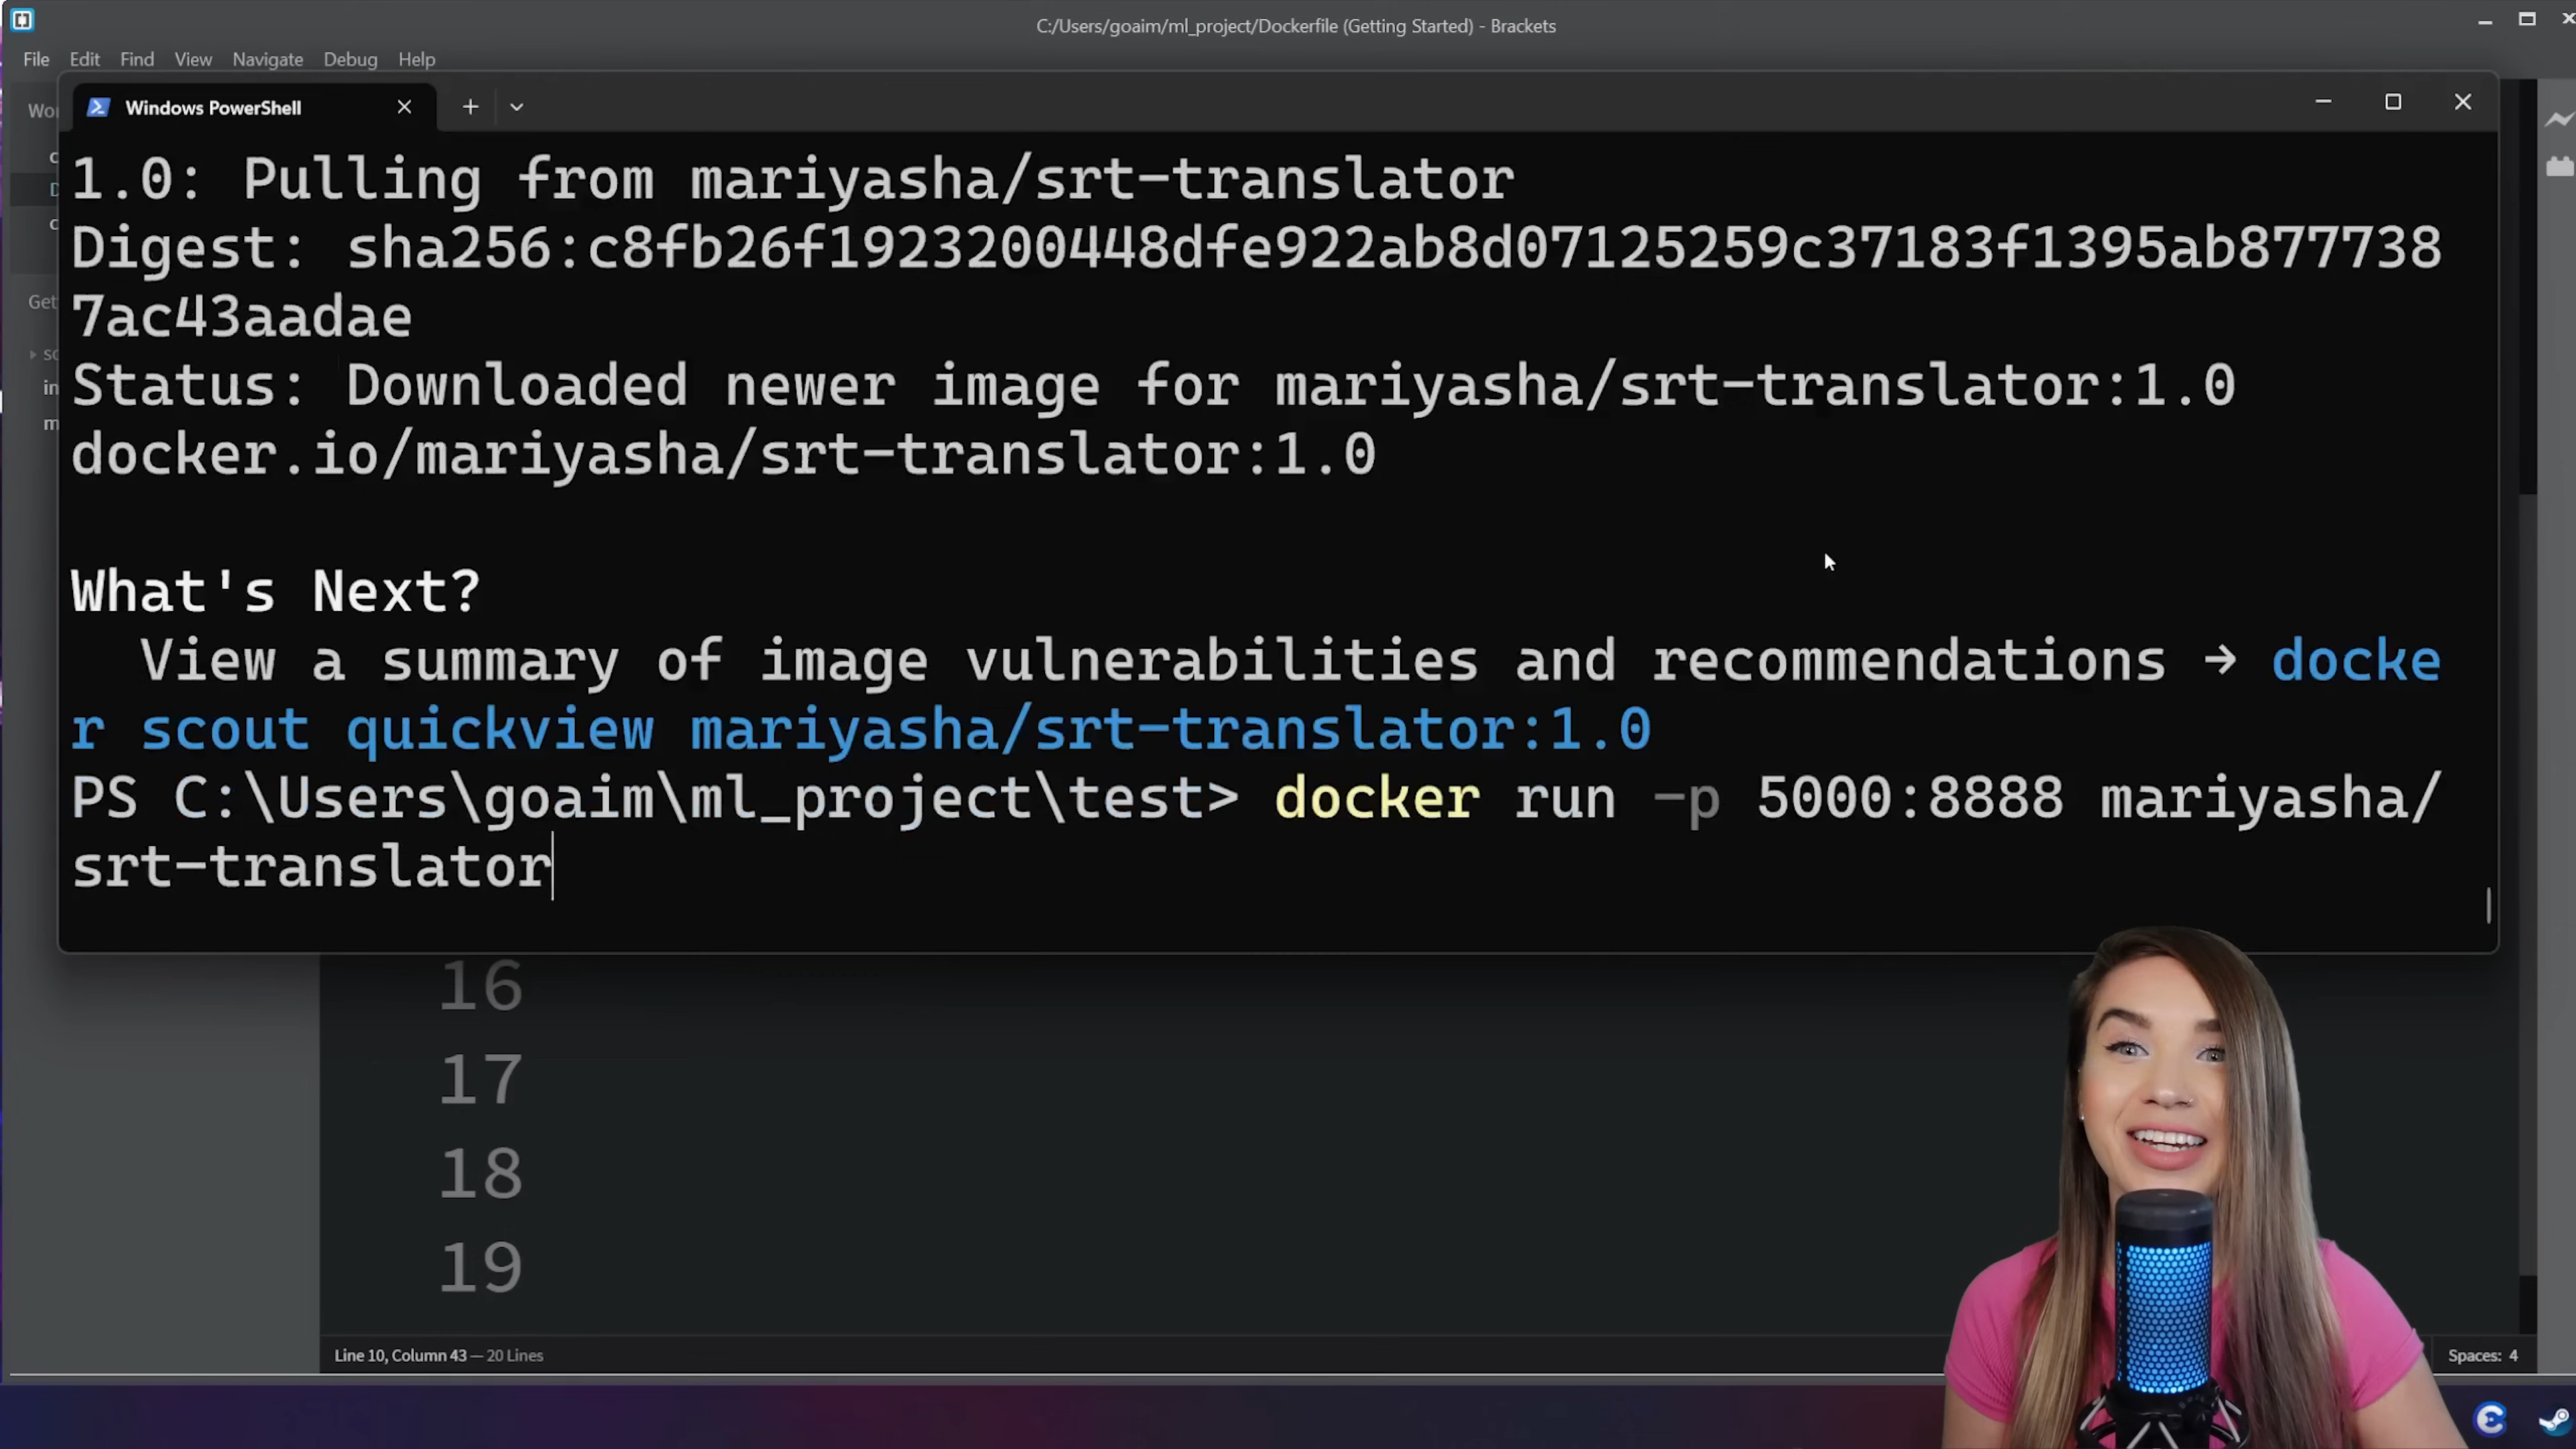 C:/Users/goaim/ml_project/Dockerfile (Getting Started) - Brackets
File Edit Find View Navigate Debug Help
Windows PowerShell
1.0: Pulling from mariyasha/srt-translator
Digest: sha256:c8fb26f1923200448dfe922ab8d07125259c37183f1395ab877738
7ac43aadae
Status: Downloaded newer image for mariyasha/srt-translator:1.0
docker.io/mariyasha/srt-translator:1.0
What's Next?
View a summary of image vulnerabilities and recommendations → docke
r scout quickview mariyasha/srt-translator:1.0
PS C:\Users\goaim\ml_project\test> docker run -p 5000:8888 mariyasha/
srt-translator
16
17
18
19
Line 10, Column 43 — 20 Lines
Spaces: 4